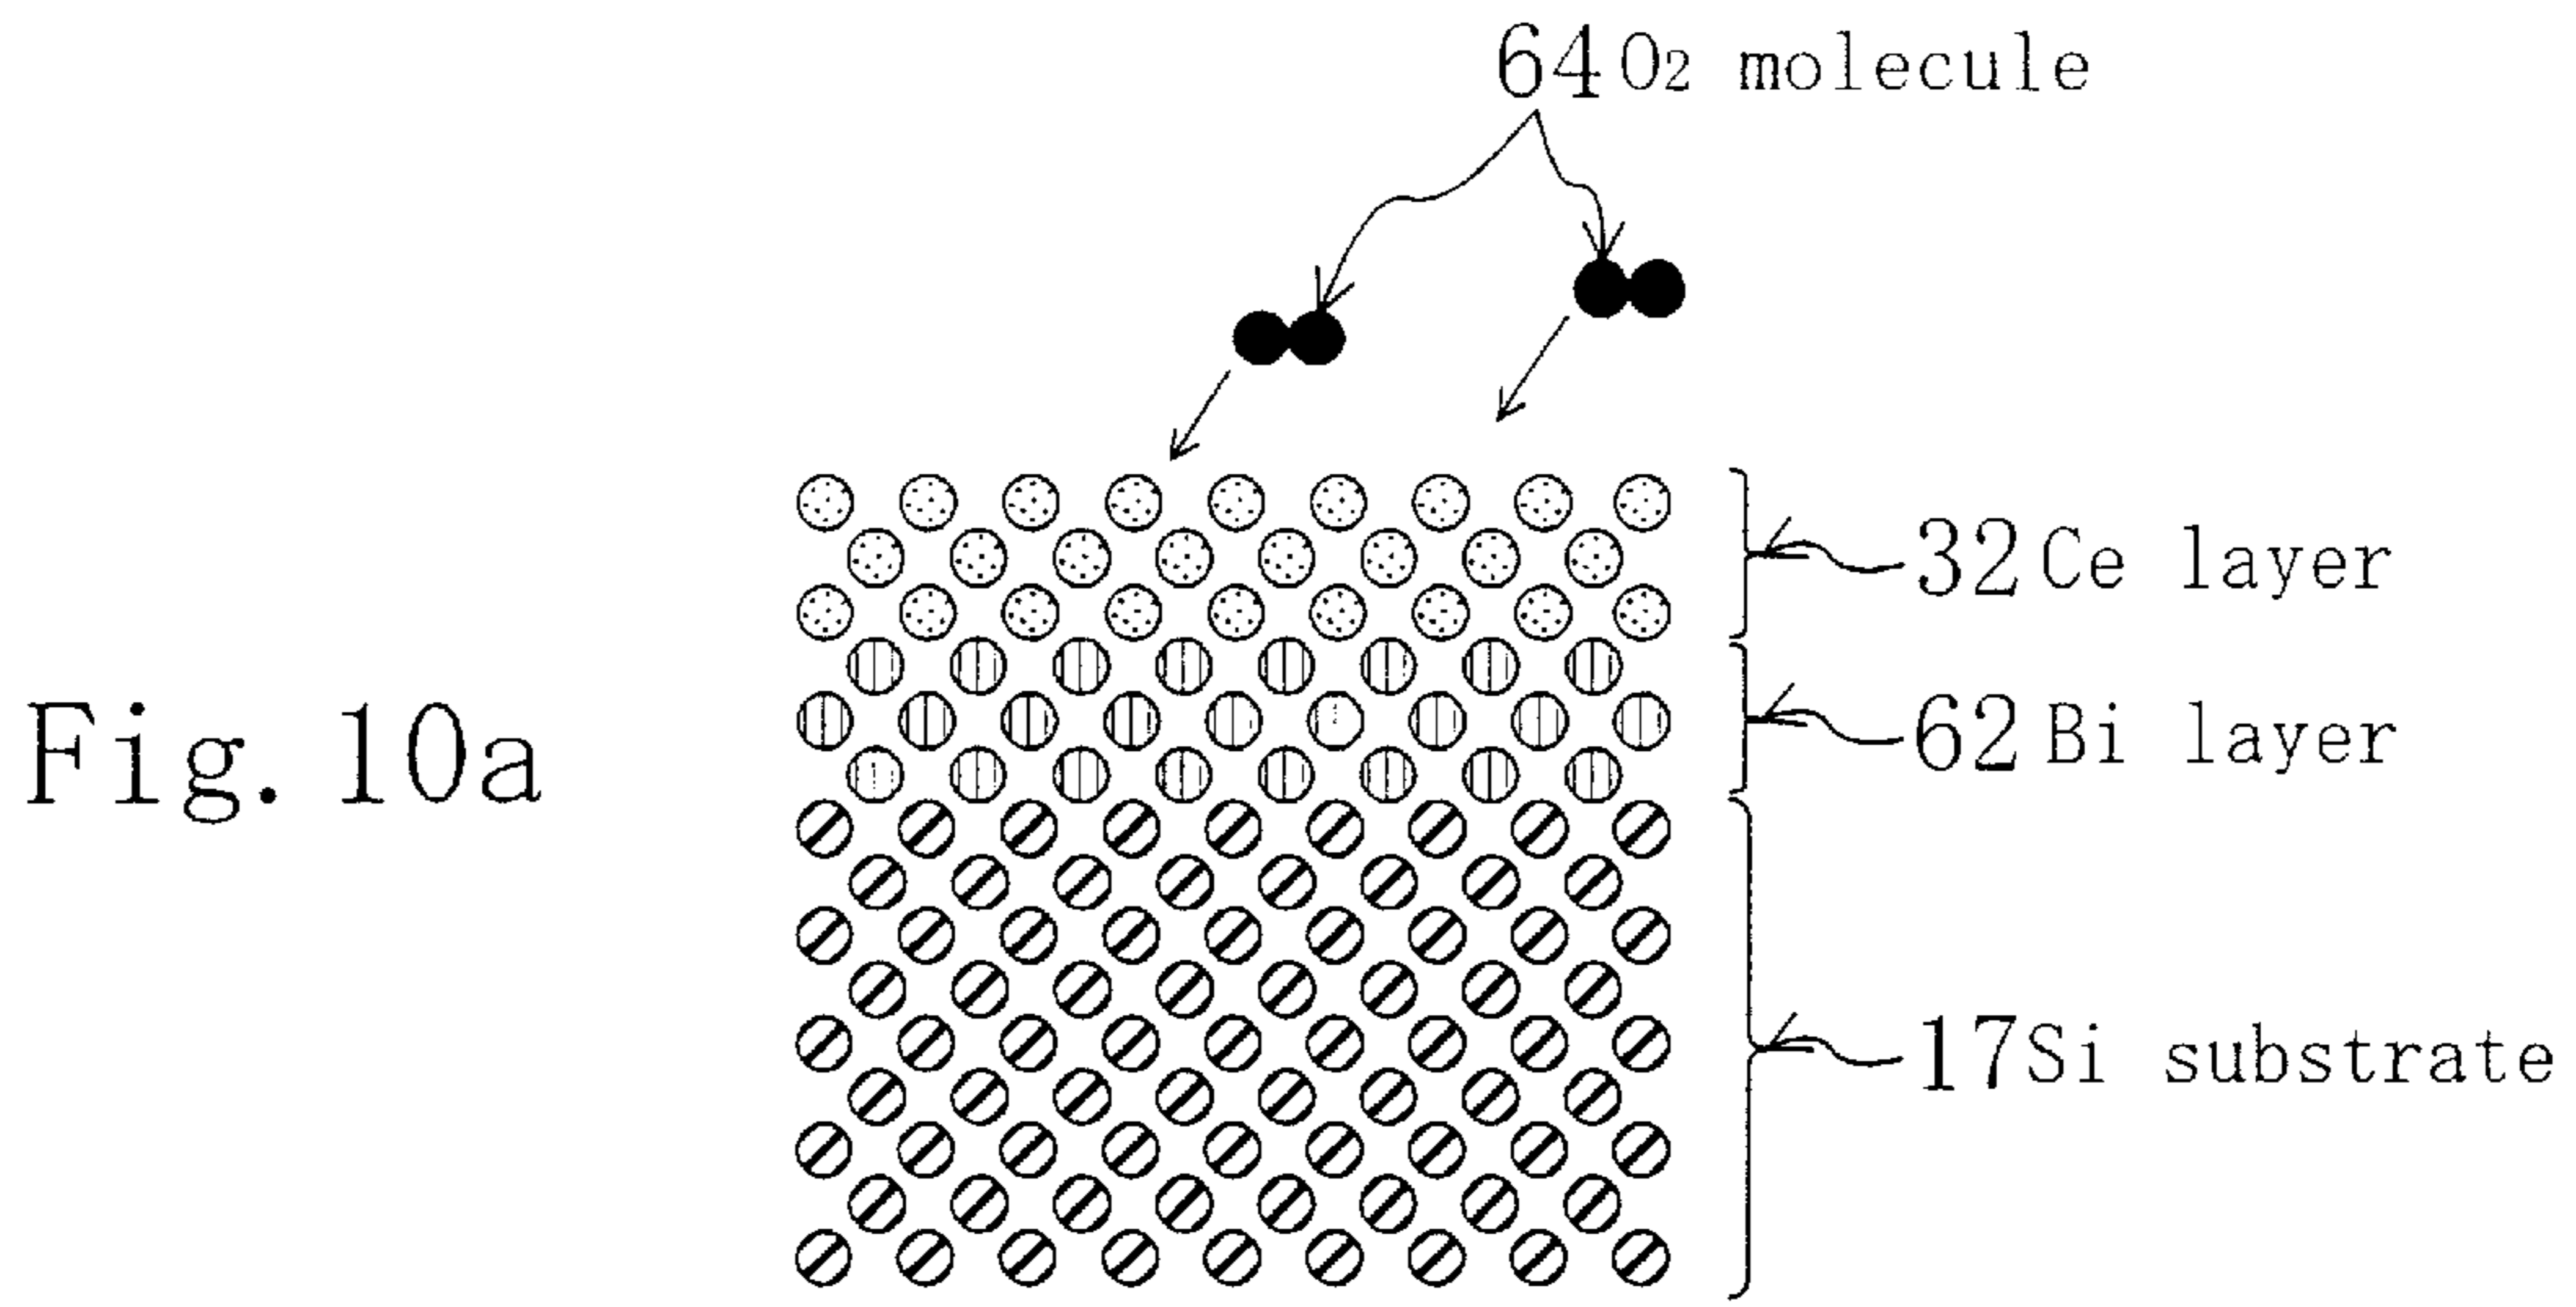 64 O2 molecule
32 Ce layer
Fig. 10a
62 Bi layer
17 Si substrate